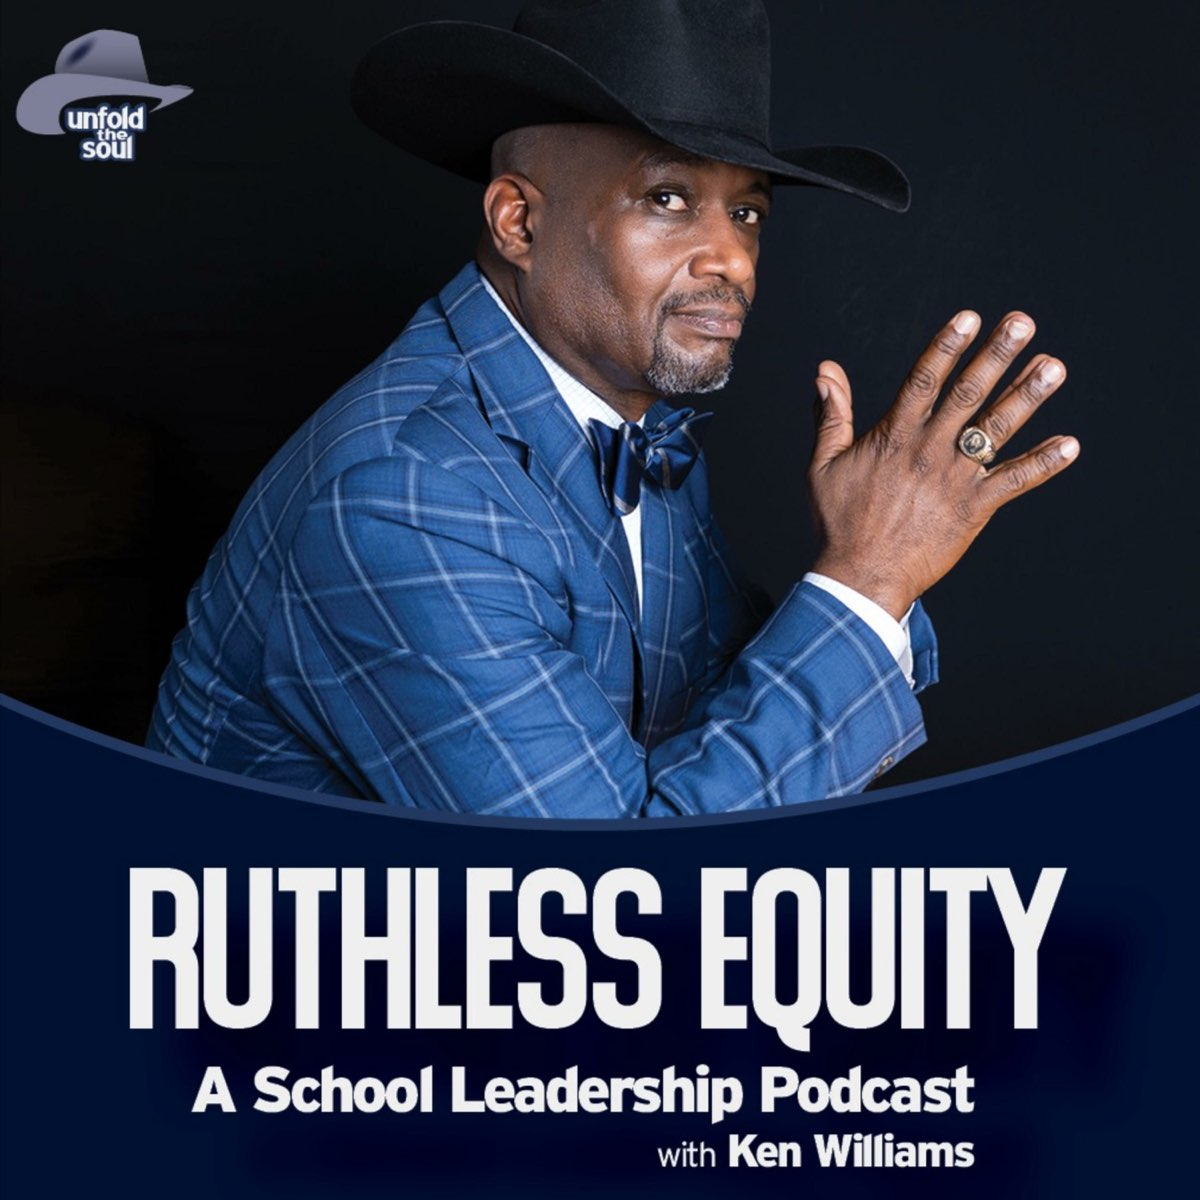 unfold
the
soul
RUTHLESS EQUITY
A School Leadership Podcast
with Ken Williams